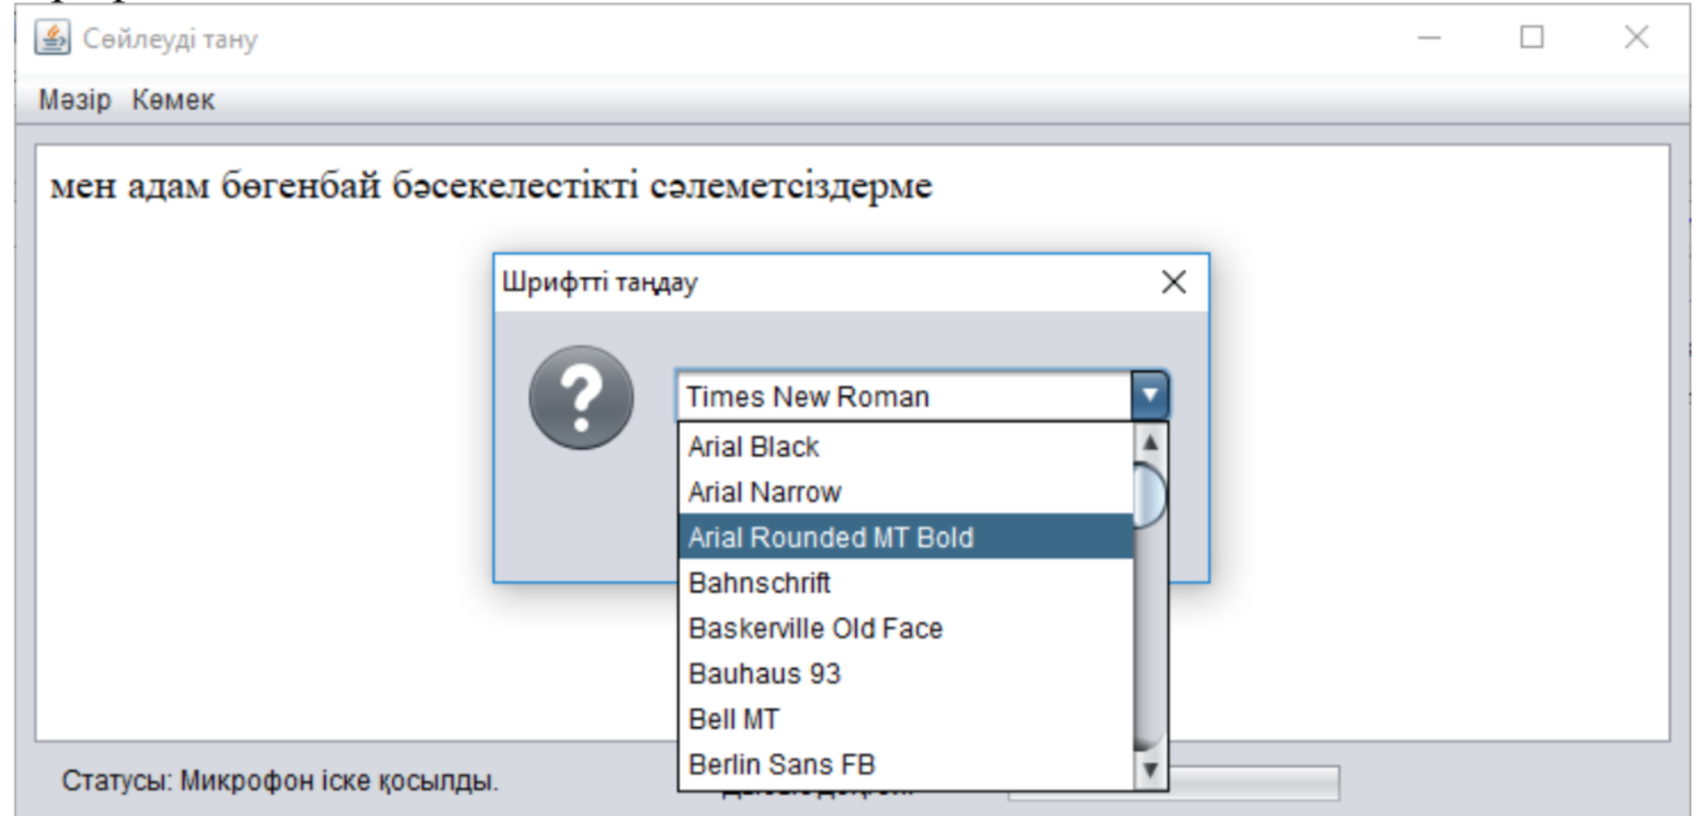 Сөйлеуді тану
Мәзір Көмек
мен адам бөгенбай бәсекелестікті сәлеметсіздерме
Шрифтті таңдау
Times New Roman
Arial Black
Arial Narrow
Arial Rounded MT Bold
Bahnschrift
Baskerville Old Face
Bauhaus 93
Bell MT
Berlin Sans FB
Статусы: Микрофон іске қосылды.